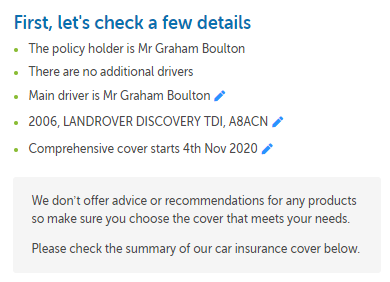 First, let's check a few details
The policy holder is Mr Graham Boulton
There are no additional drivers
Main driver is Mr Graham Boulton
2006, LANDROVER DISCOVERY TDI, A8ACN
Comprehensive cover starts 4th Nov 2020
We don't offer advice or recommendations for any products
so make sure you choose the cover that meets your needs.
Please check the summary of our car insurance cover below.